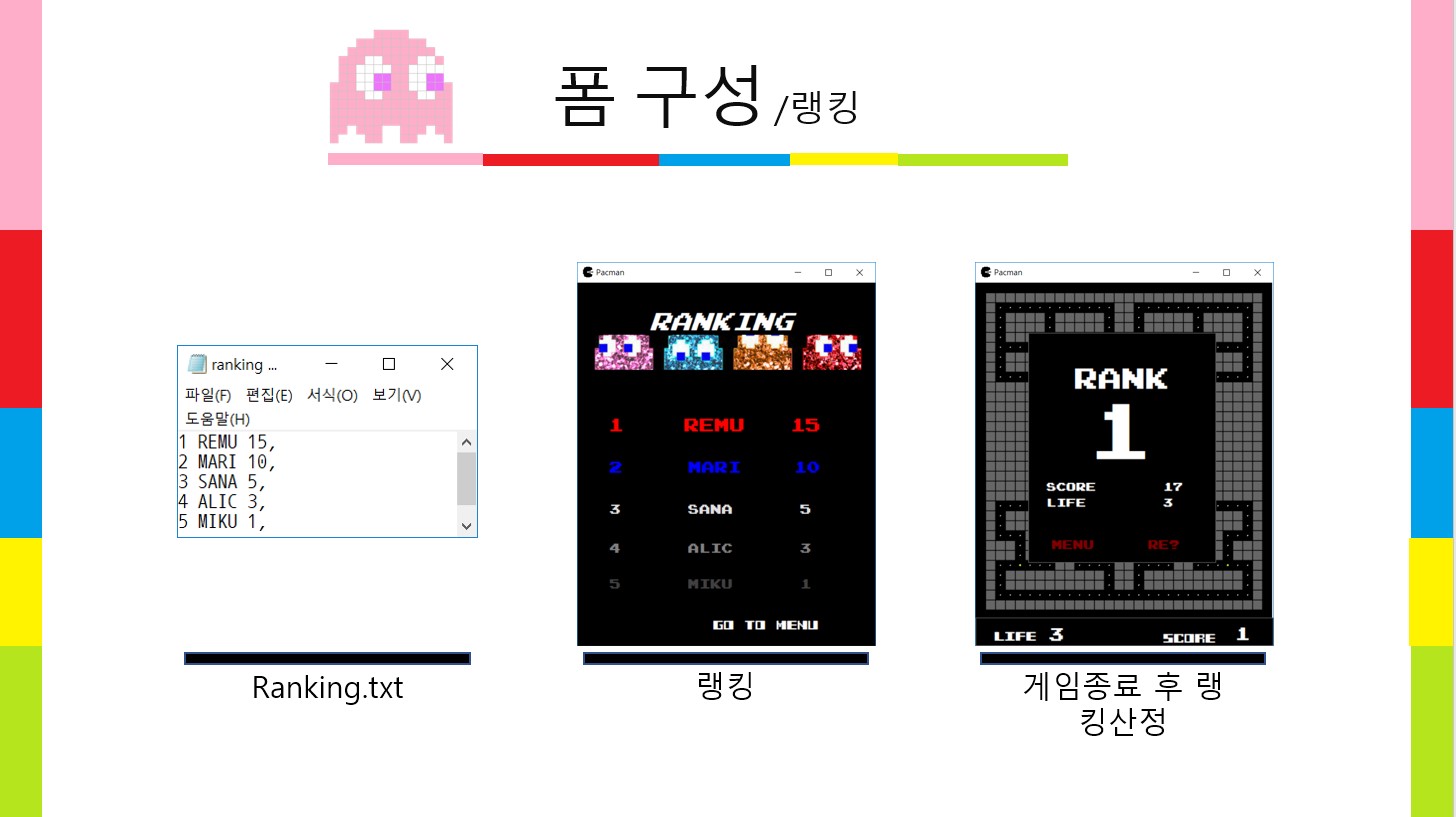 폼 구성 /랭킹
ranking ...
파일(F) 편집(E) 서식(O) 보기(V)
도움말(H)
1 REMU 15,
2 MARI 10,
3 SANA 5,
4 ALIC 3,
5 MIKU 1,
Ranking.txt
Pacman
RANKING
1 REMU 15
2 MARI 10
3 SANA 5
4 ALIC 3
5 MIKU 1
GO TO MENU
랭킹
Pacman
RANK
1
SCORE 17
LIFE 3
MENU RE?
LIFE 3 SCORE 1
게임종료 후 랭
킹산정